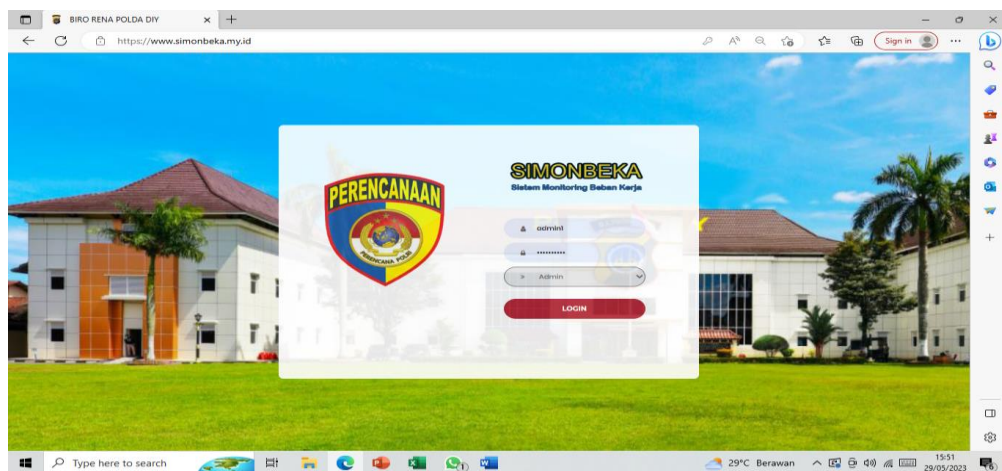 BIRO RENA POLDA DIY
https://www.simonbeka.my.id
Sign in
SIMONBEKA
Sistem Monitoring Beban Kerja
PERENCANAAN
admin1
Admin
LOGIN
Type here to search
29°C Berawan
15:51
29/05/2023